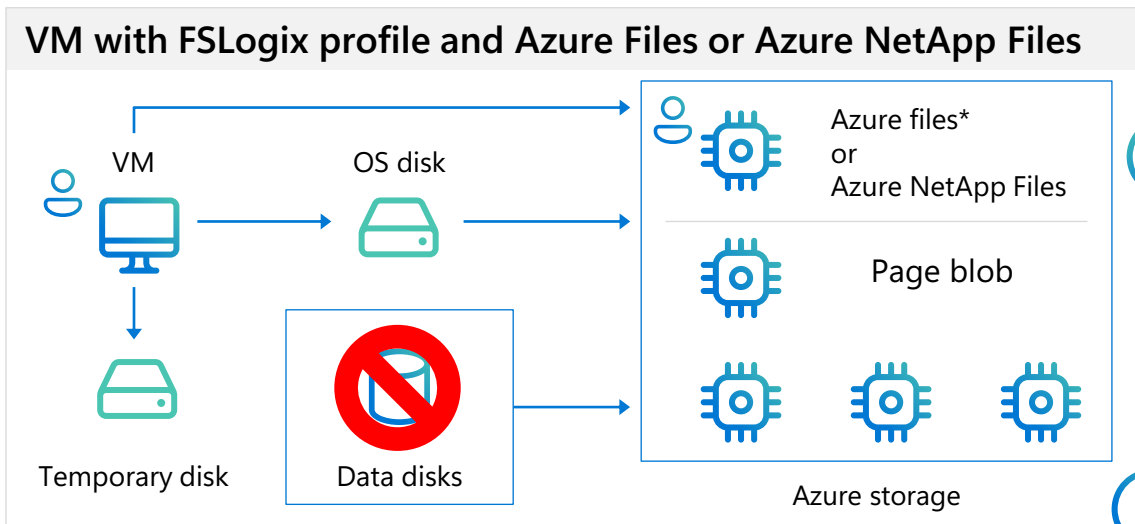 VM with FSLogix profile and Azure Files or Azure NetApp Files
VM
OS disk
Azure files*
or
Azure NetApp Files
Page blob
Temporary disk
Data disks
Azure storage